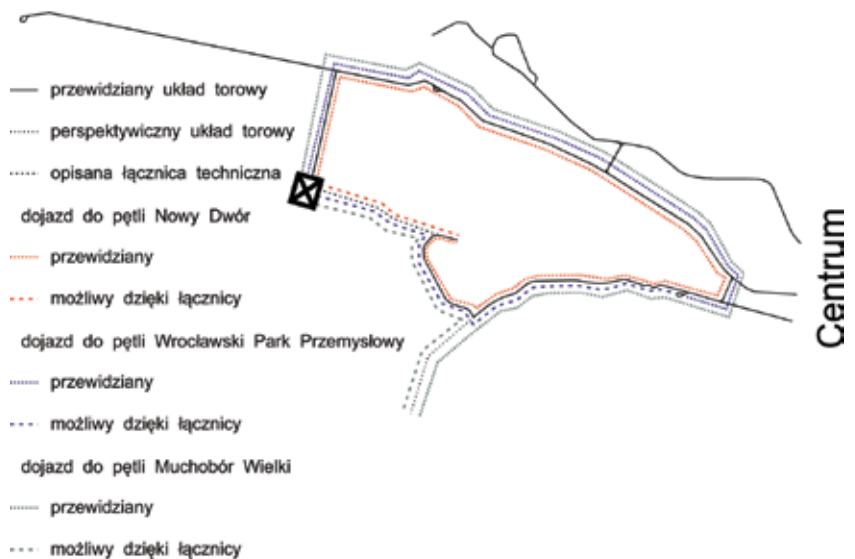 przewidziany układ torowy
perspektywiczny układ torowy
opisana łącznica techniczna
dojazd do pętli Nowy Dwór
przewidziany
możliwy dzięki łącznicy
dojazd do pętli Wrocławski Park Przemysłowy
przewidziany
możliwy dzięki łącznicy
dojazd do pętli Muchobór Wielki
przewidziany
możliwy dzięki łącznicy
Centrum